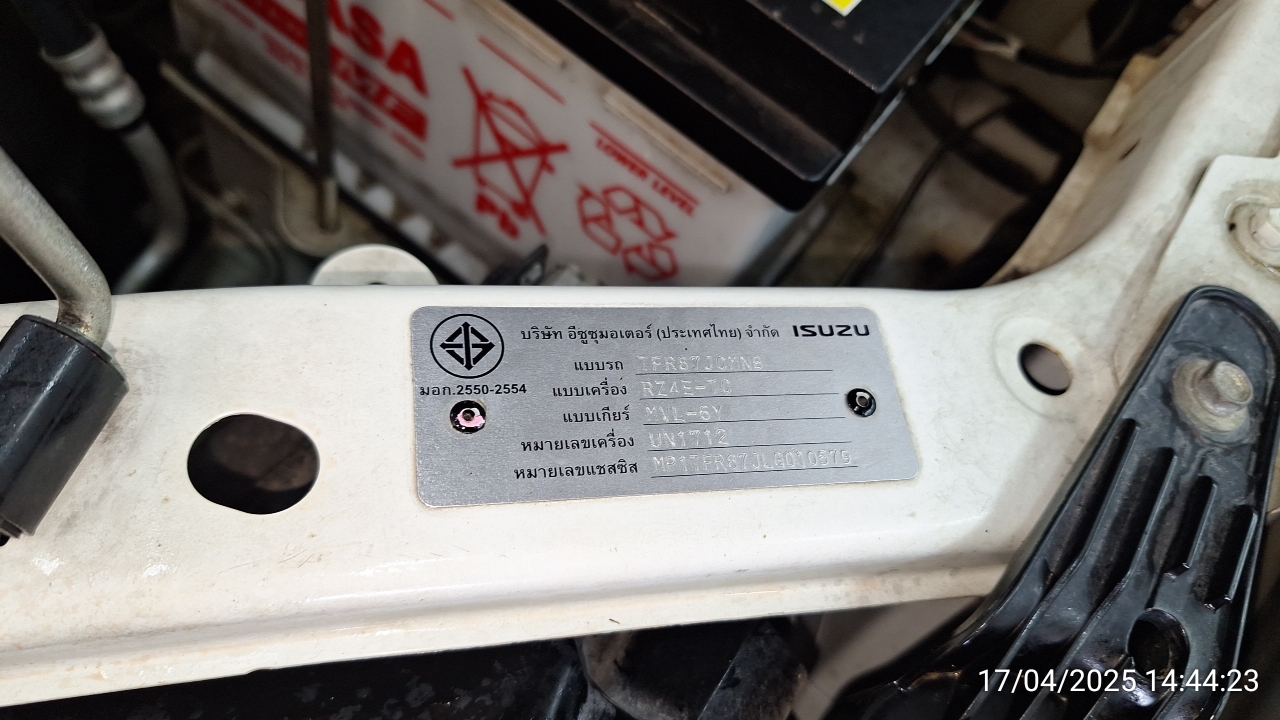 LOWER LEVEL
บริษัท อีซูซุมอเตอร์ (ประเทศไทย) จำกัด ISUZU
แบบรถ TFR87JCMN8
มอก.2550-2554
แบบเครื่อง RZ4E-TC
แบบเกียร์ MVL-6Y
หมายเลขเครื่อง UN1712
หมายเลขแชสซิส
17/04/2025 14:44:23